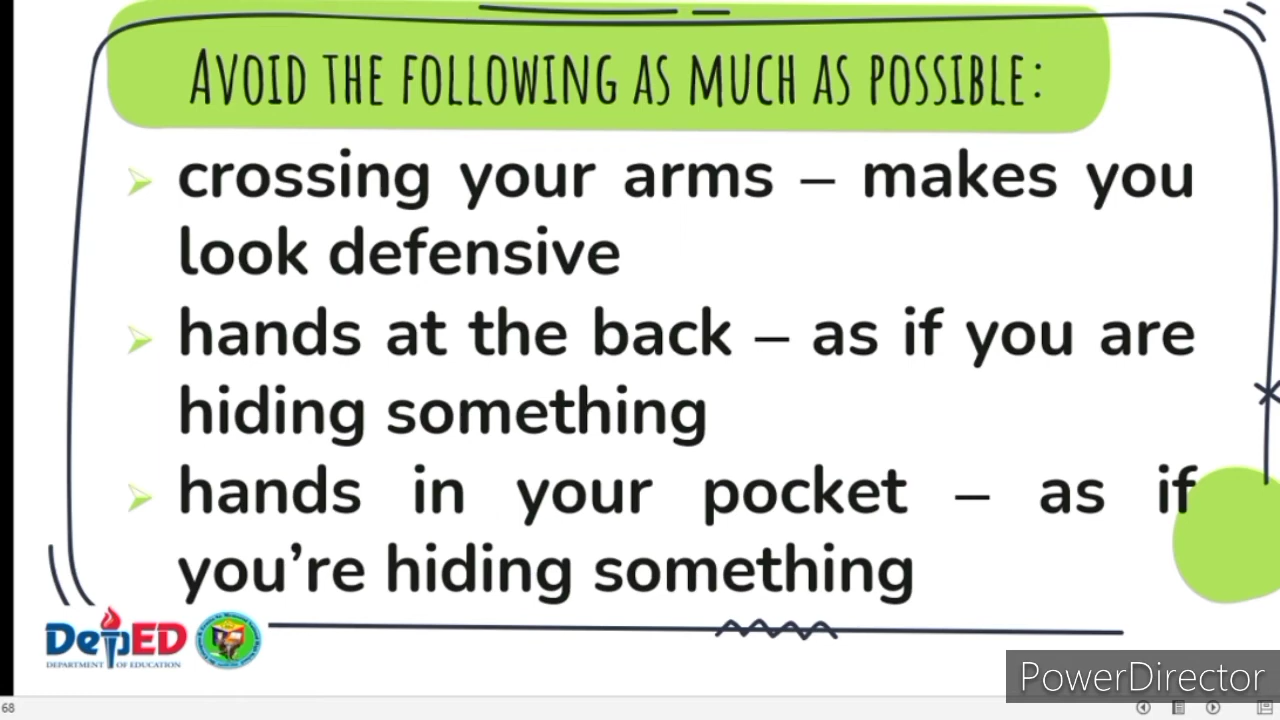 AVOID THE FOLLOWING AS MUCH AS POSSIBLE:
crossing your arms – makes you
look defensive
hands at the back – as if you are
hiding something
hands in your pocket – as if
you’re hiding something
DepED
DEPARTMENT OF EDUCATION
PowerDirector
68